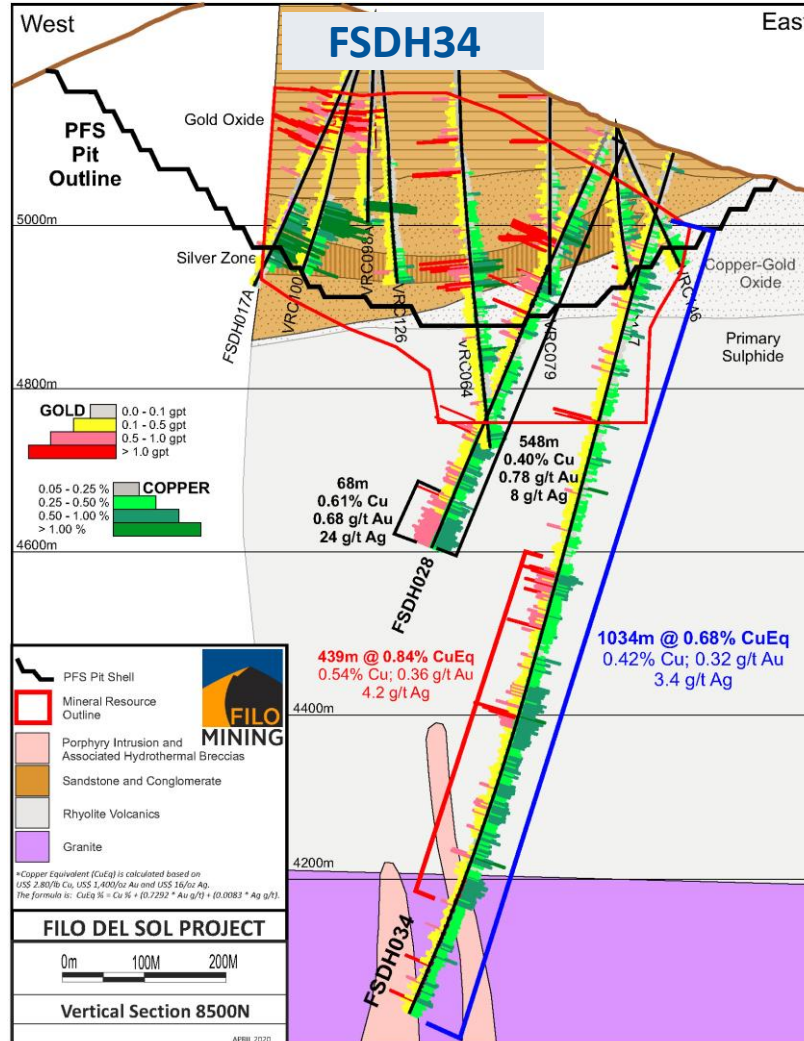 West
FSDH34
East
Gold Oxide
PFS
Pit
Outline
5000m
Silver Zone
Copper-Gold
Oxide
FSDH017A
VRC098A
VRC126
VRC064
VRC079
VRC146
Primary
Sulphide
4800m
GOLD
0.0 - 0.1 gpt
0.1 - 0.5 gpt
0.5 - 1.0 gpt
> 1.0 gpt
COPPER
0.05 - 0.25 %
0.25 - 0.50 %
0.50 - 1.00 %
> 1.00 %
68m
0.61% Cu
0.68 g/t Au
24 g/t Ag
548m
0.40% Cu
0.78 g/t Au
8 g/t Ag
4600m
FSDH028
439m @ 0.84% CuEq
0.54% Cu; 0.36 g/t Au
4.2 g/t Ag
1034m @ 0.68% CuEq
0.42% Cu; 0.32 g/t Au
3.4 g/t Ag
4400m
4200m
FSDH034
PFS Pit Shell
Mineral Resource
Outline
FILO
MINING
Porphyry Intrusion and
Associated Hydrothermal Breccias
Sandstone and Conglomerate
Rhyolite Volcanics
Granite
*Copper Equivalent (CuEq) is calculated based on
US$ 2.80/lb Cu, US$ 1,400/oz Au and US$ 16/oz Ag.
The formula is: CuEq % = Cu % + (0.7292 * Au g/t) + (0.0083 * Ag g/t).
FILO DEL SOL PROJECT
0m 100M 200M
Vertical Section 8500N
APRIL 2020